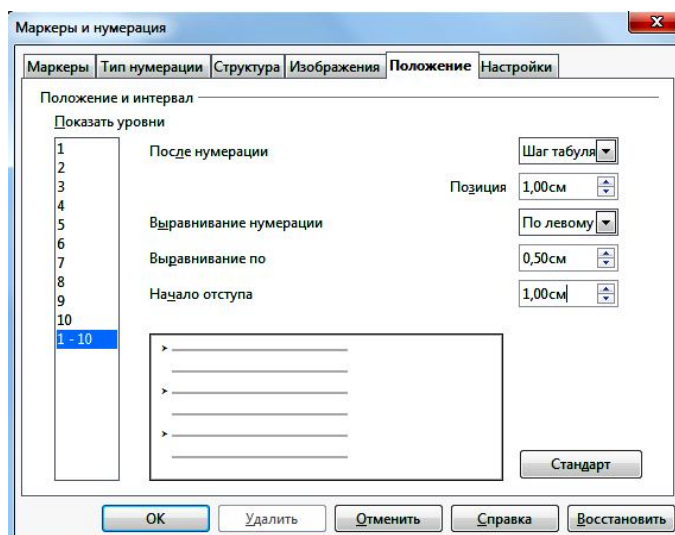 Маркеры и нумерация
Маркеры Тип нумерации Структура Изображения Положение Настройки
Положение и интервал
Показать уровни
1
2
3
4
5
6
7
8
9
10
1 - 10
После нумерации Шаг табуля
Позиция 1,00см
Выравнивание нумерации По левому
Выравнивание по 0,50см
Начало отступа 1,00см
Стандарт
ОК Удалить Отменить Справка Восстановить